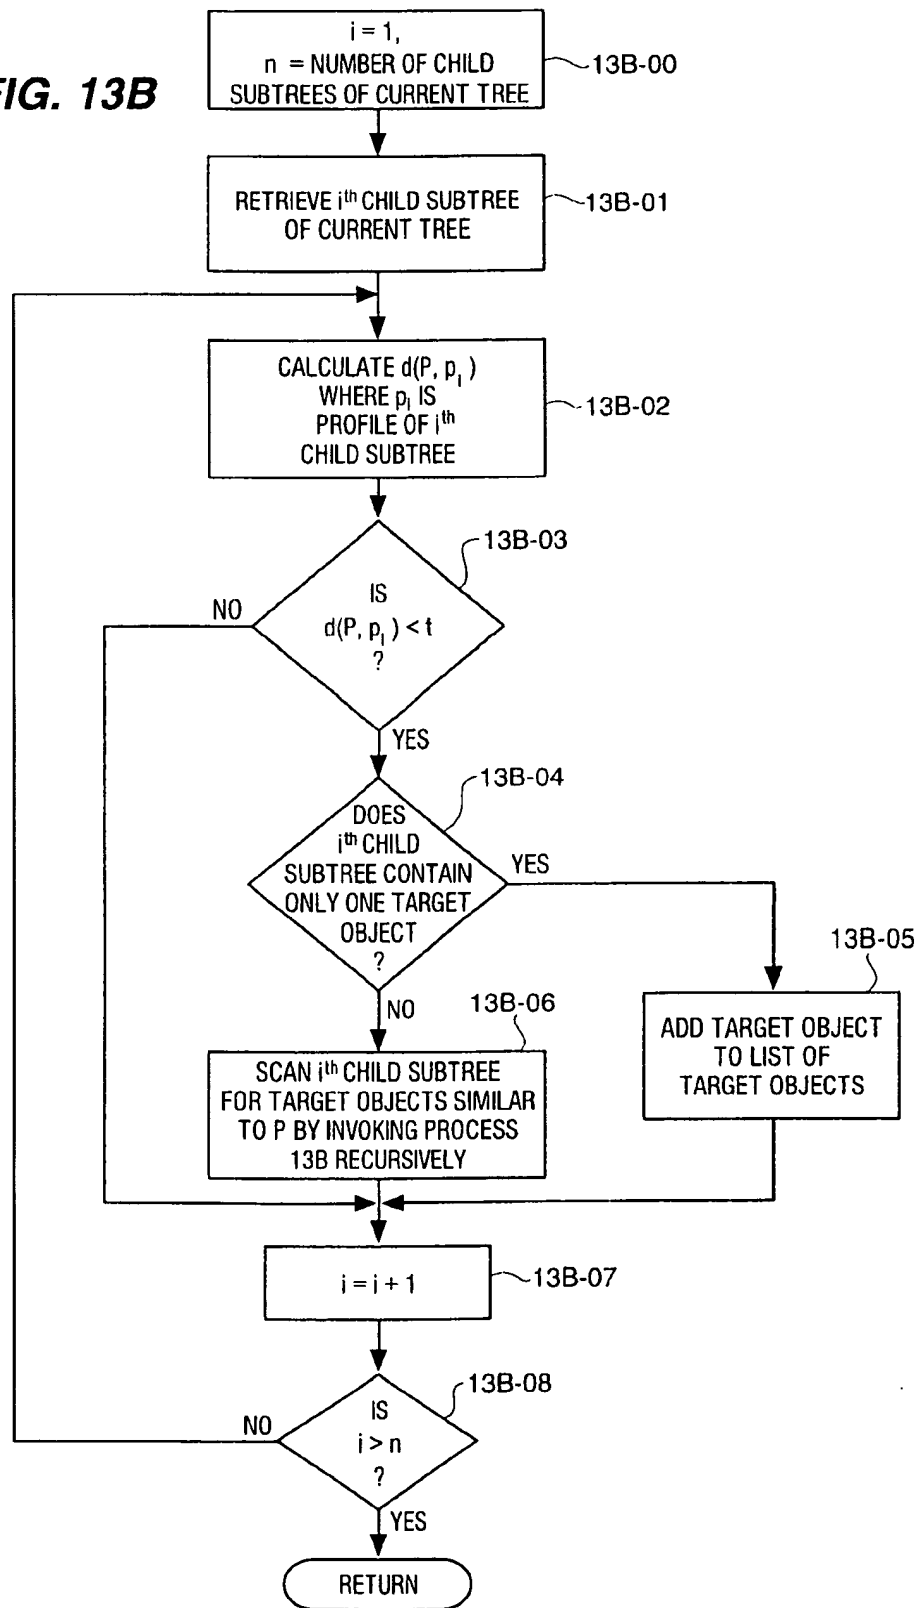 FIG. 13B
i = 1,
n = NUMBER OF CHILD
SUBTREES OF CURRENT TREE
13B-00
RETRIEVE ith CHILD SUBTREE
OF CURRENT TREE
13B-01
CALCULATE d(P, pi)
WHERE pi IS
PROFILE OF ith
CHILD SUBTREE
13B-02
13B-03
IS
d(P, pi) < t
?
NO
YES
13B-04
DOES
ith CHILD
SUBTREE CONTAIN
ONLY ONE TARGET
OBJECT
?
YES
NO
13B-05
ADD TARGET OBJECT
TO LIST OF
TARGET OBJECTS
13B-06
SCAN ith CHILD SUBTREE
FOR TARGET OBJECTS SIMILAR
TO P BY INVOKING PROCESS
13B RECURSIVELY
i = i + 1
13B-07
13B-08
IS
i > n
?
NO
YES
RETURN